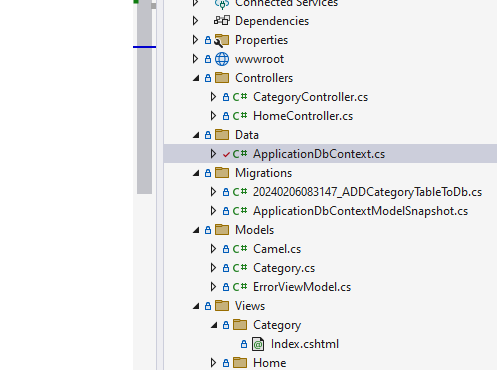 Connected Services
Dependencies
Properties
wwwroot
Controllers
C# CategoryController.cs
C# HomeController.cs
Data
C# ApplicationDbContext.cs
Migrations
C# 20240206083147_ADDCategoryTableToDb.cs
C# ApplicationDbContextModelSnapshot.cs
Models
C# Camel.cs
C# Category.cs
C# ErrorViewModel.cs
Views
Category
@ Index.cshtml
Home